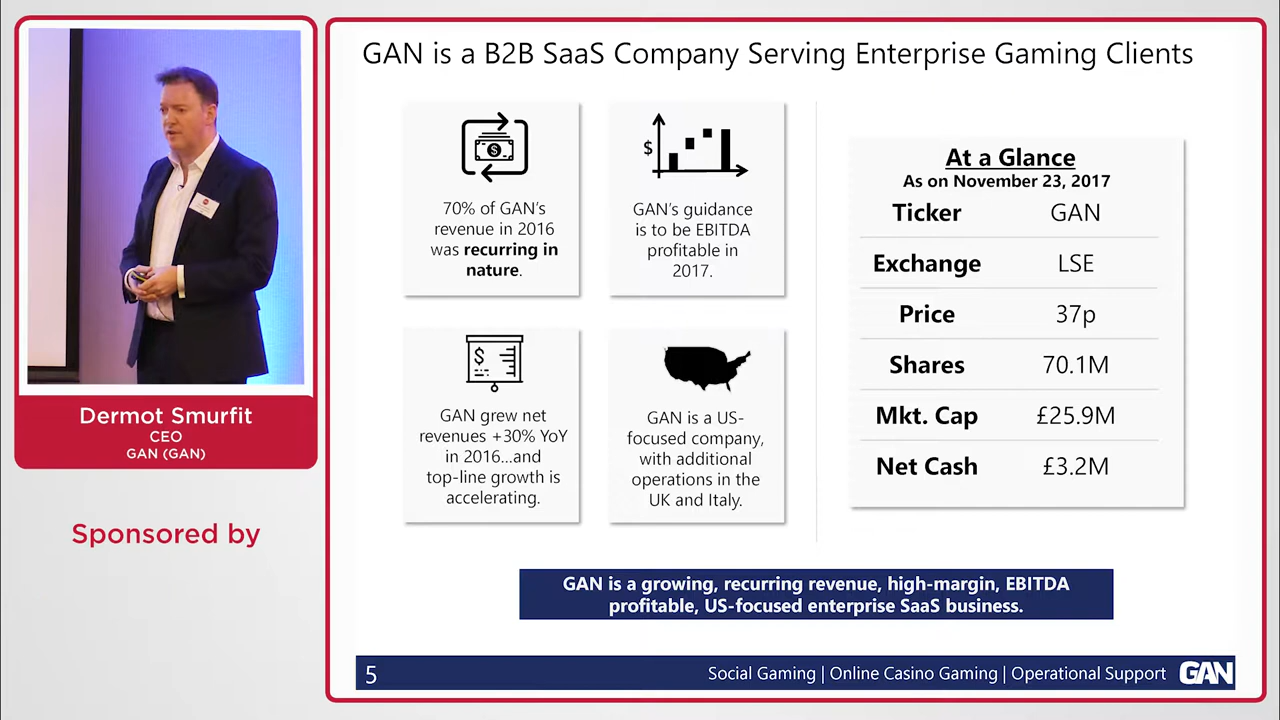 GAN is a B2B SaaS Company Serving Enterprise Gaming Clients
$
70% of GAN's
revenue in 2016
was recurring in
nature.
$
GAN's guidance
is to be EBITDA
profitable in
2017.
$
GAN grew net
revenues +30% YoY
in 2016...and
top-line growth is
accelerating.
GAN is a US-
focused company,
with additional
operations in the
UK and Italy.
At a Glance
As on November 23, 2017
Ticker GAN
Exchange LSE
Price 37p
Shares 70.1M
Mkt. Cap £25.9M
Net Cash £3.2M
GAN is a growing, recurring revenue, high-margin, EBITDA
profitable, US-focused enterprise SaaS business.
5
Social Gaming | Online Casino Gaming | Operational Support
GAN
Dermot Smurfit
CEO
GAN (GAN)
Sponsored by